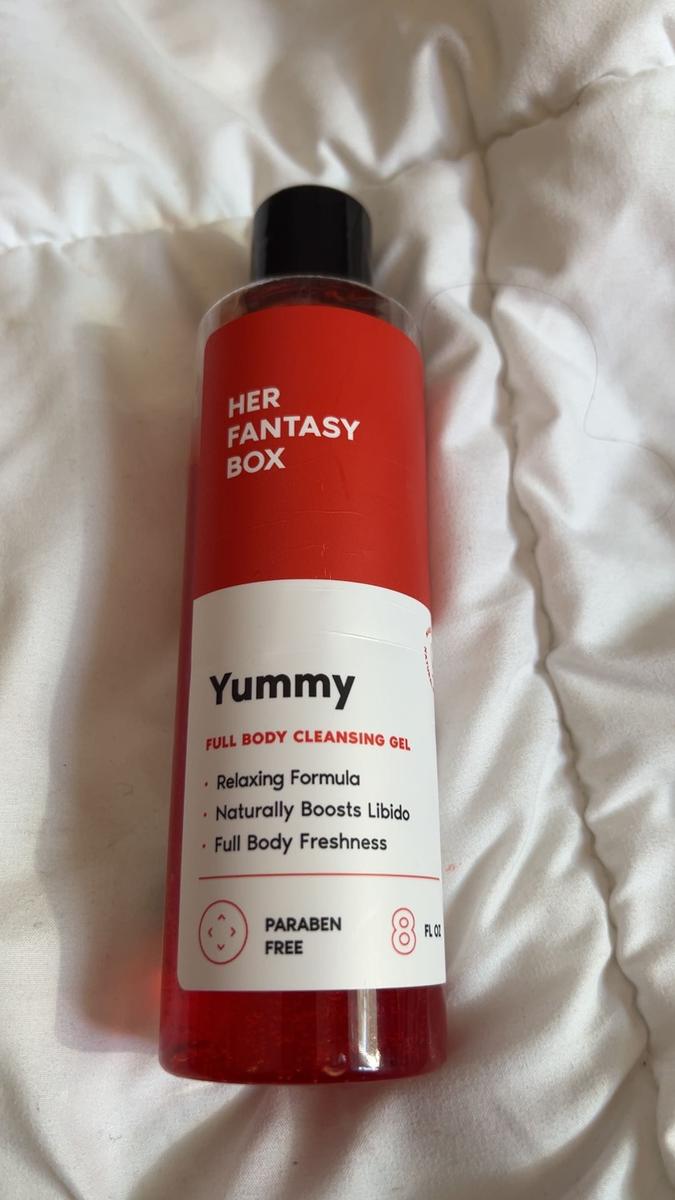 HER
FANTASY
BOX
Yummy
FULL BODY CLEANSING GEL
· Relaxing Formula
· Naturally Boosts Libido
· Full Body Freshness
PARABEN
FREE
8 FL OZ